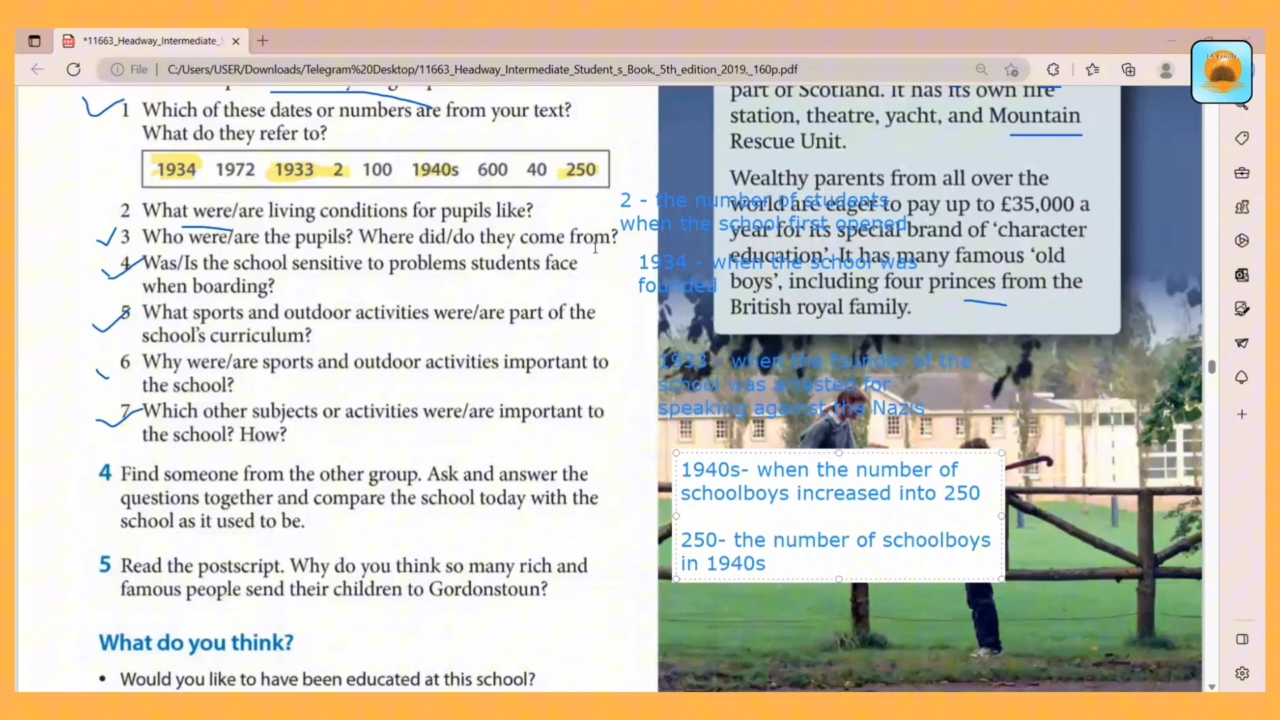 *11663_Headway_Intermediate_S
File
C:/Users/USER/Downloads/Telegram%20Desktop/11663_Headway_Intermediate_Student_s_Book,_5th_edition_2019,_160p.pdf
1 Which of these dates or numbers are from your text?
What do they refer to?
1934 1972 1933 2 100 1940s 600 40 250
2 What were/are living conditions for pupils like?
3 Who were/are the pupils? Where did/do they come from?
4 Was/Is the school sensitive to problems students face
when boarding?
5 What sports and outdoor activities were/are part of the
school's curriculum?
6 Why were/are sports and outdoor activities important to
the school?
7 Which other subjects or activities were/are important to
the school? How?
4 Find someone from the other group. Ask and answer the
questions together and compare the school today with the
school as it used to be.
5 Read the postscript. Why do you think so many rich and
famous people send their children to Gordonstoun?
What do you think?
• Would you like to have been educated at this school?
part of Scotland. It has its own fire
station, theatre, yacht, and Mountain
Rescue Unit.
Wealthy parents from all over the
world are eager to pay up to £35,000 a
year for its special brand of 'character
education'. It has many famous 'old
boys', including four princes from the
British royal family.
2 - the number of students
when the school first opened
1934 - when the school was
founded
1933 - when the founder of the
school was arrested for
speaking against the Nazis
1940s- when the number of
schoolboys increased into 250
250- the number of schoolboys
in 1940s